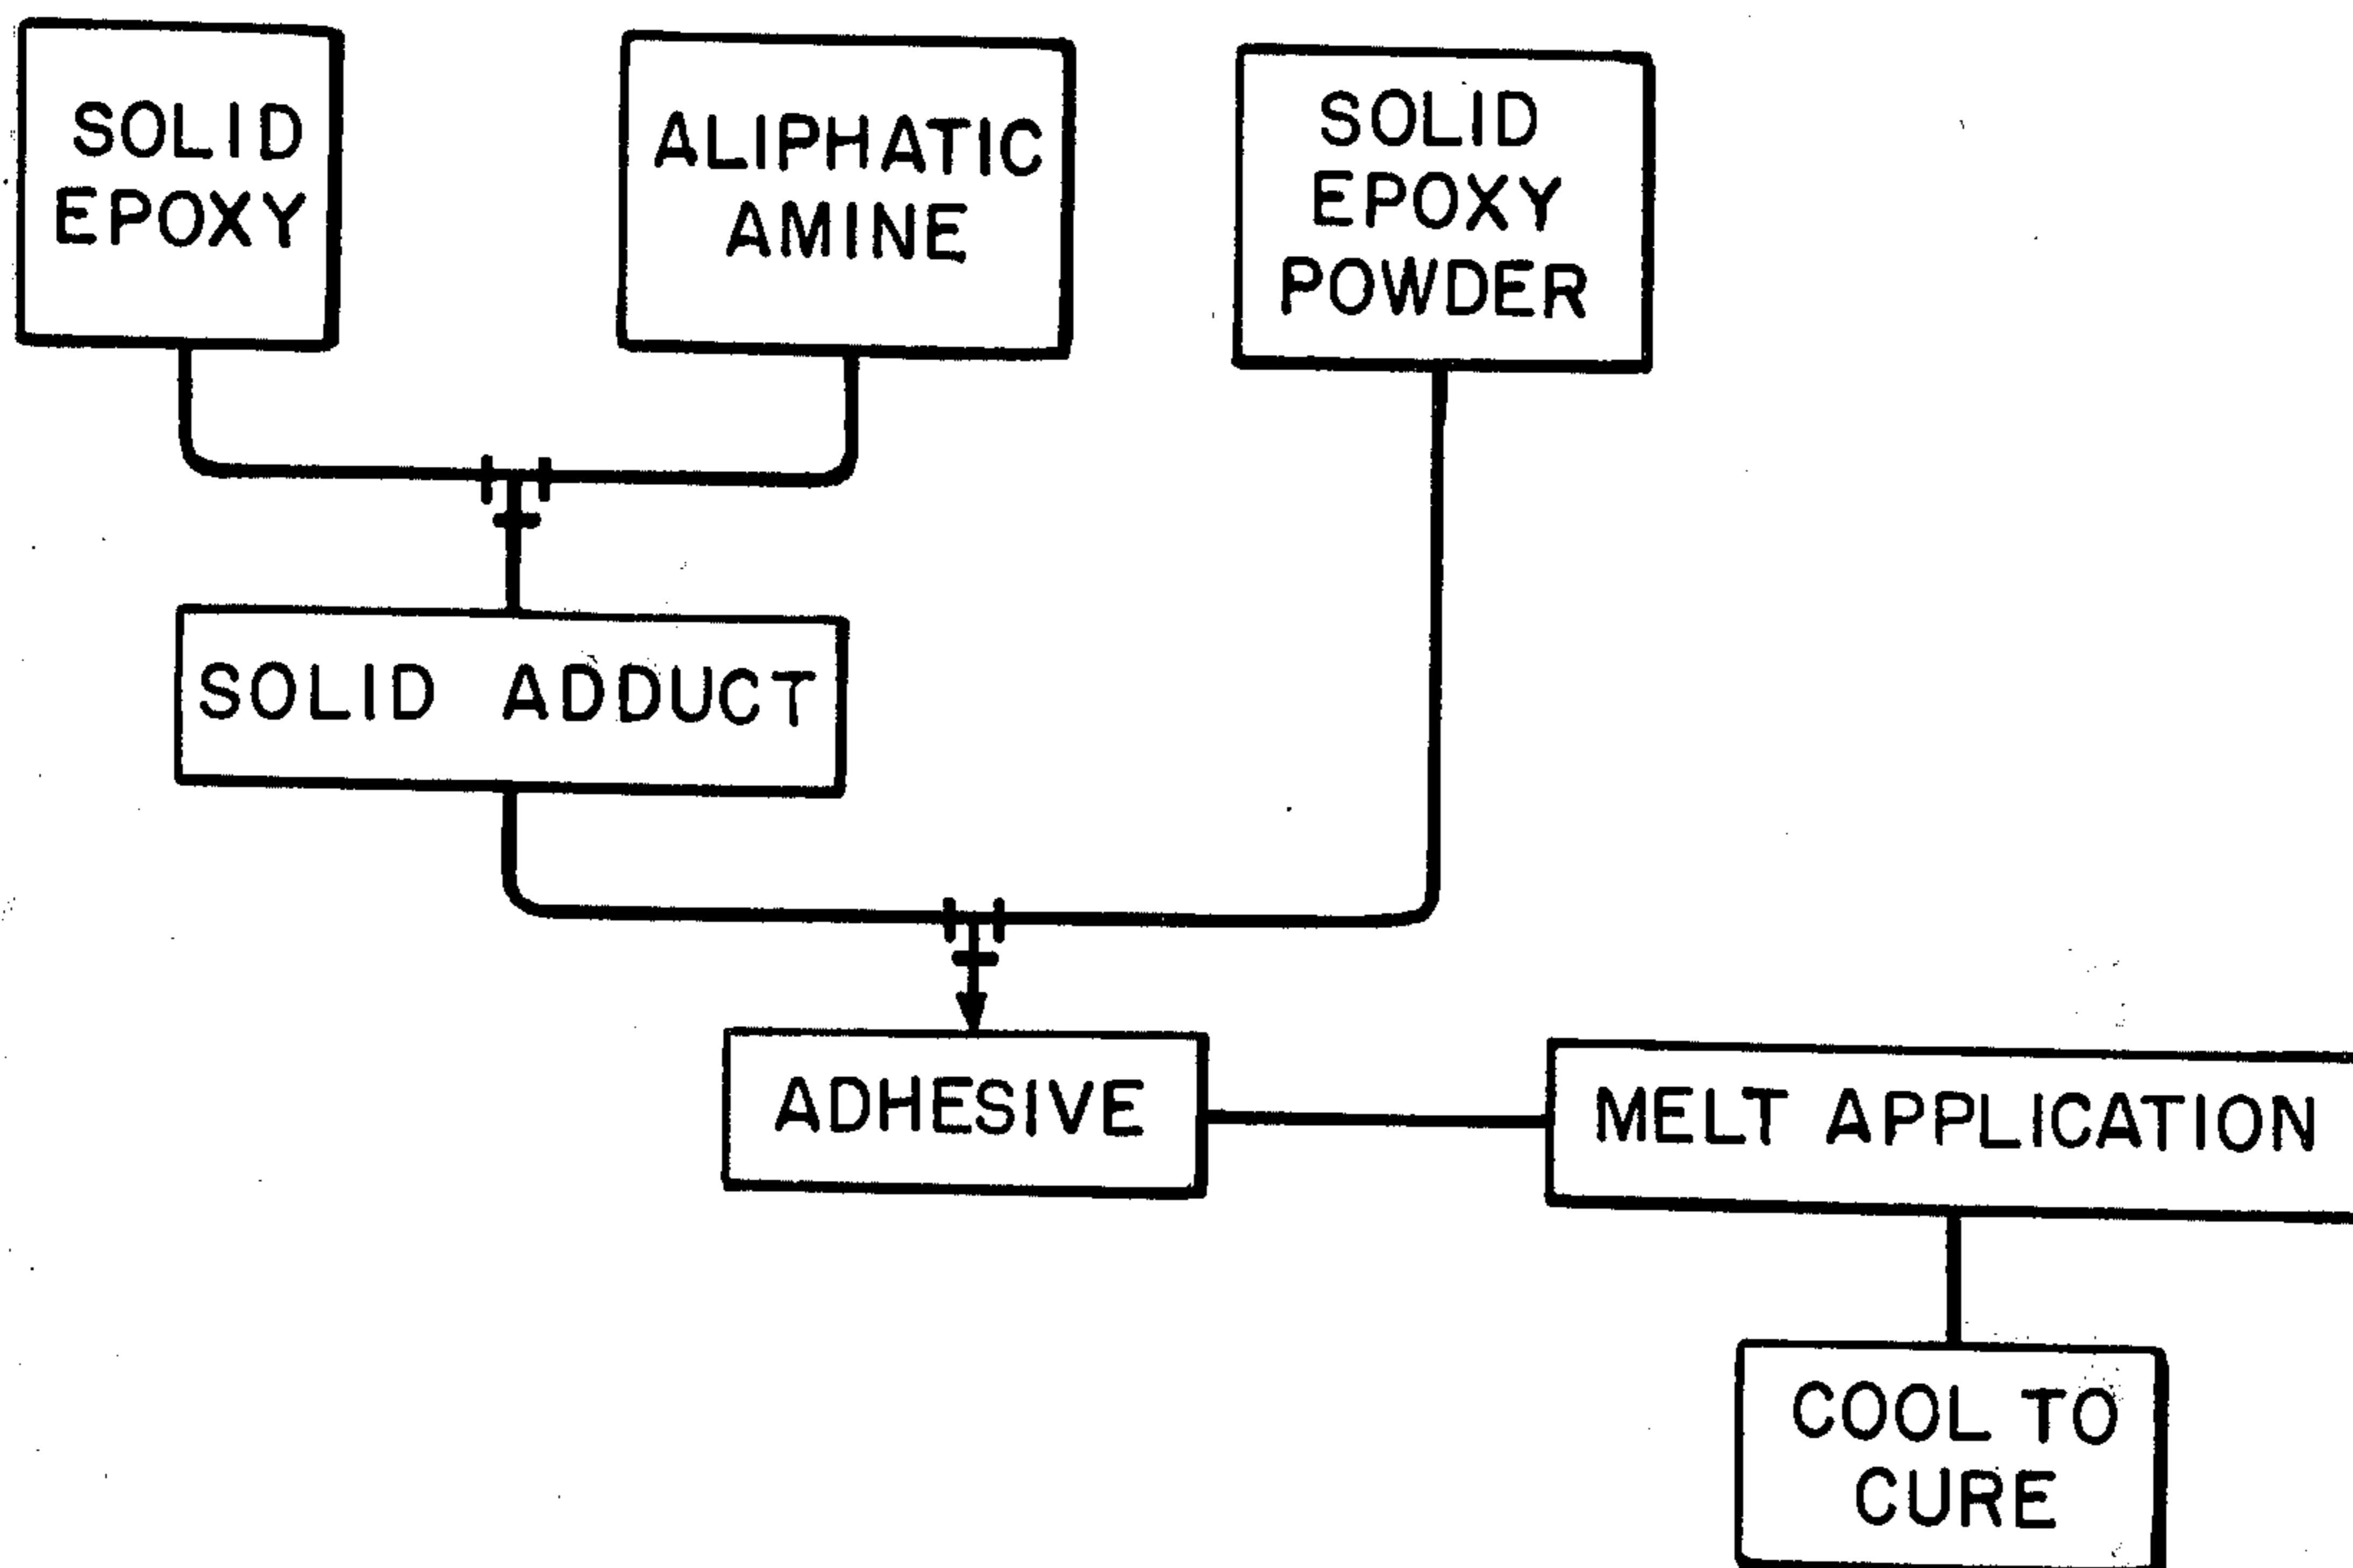 SOLID
EPOXY
ALIPHATIC
AMINE
SOLID
EPOXY
POWDER
SOLID ADDUCT
ADHESIVE
MELT APPLICATION
COOL TO
CURE